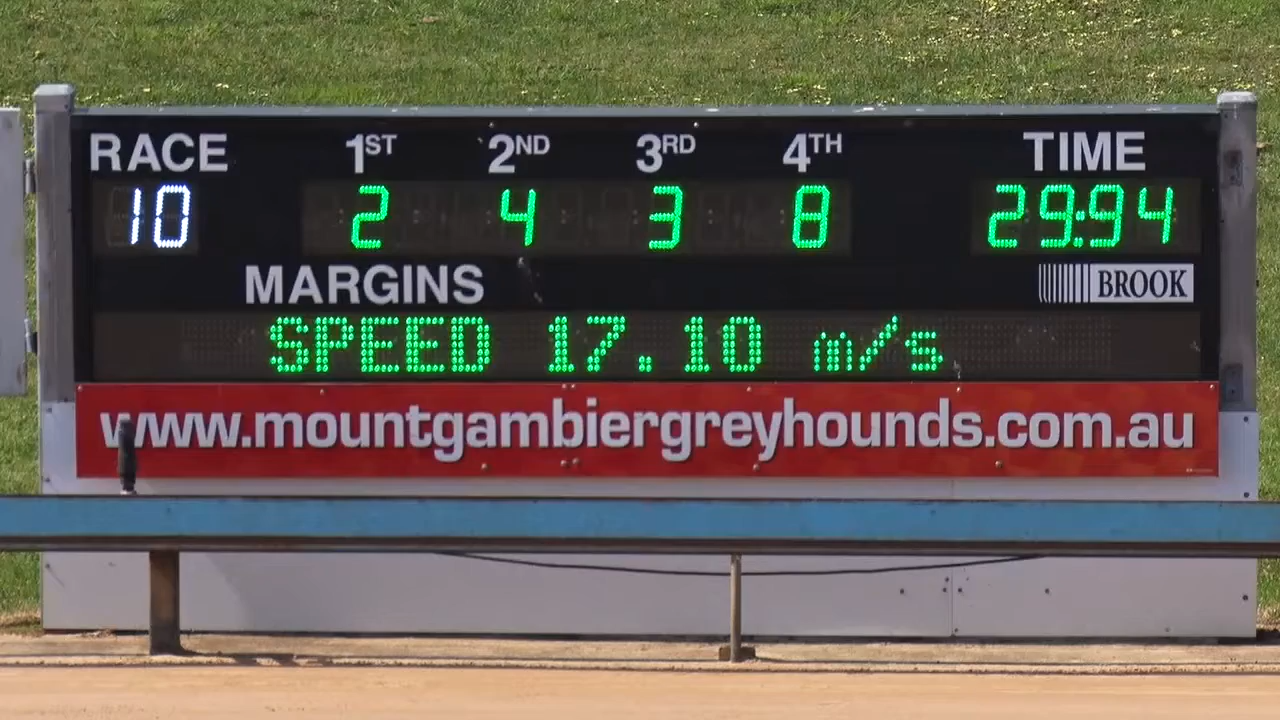 RACE 1ST 2ND 3RD 4TH TIME
10 2 4 3 8 29:94
MARGINS BROOK
SPEED 17.10 m/s
www.mountgambiergreyhounds.com.au